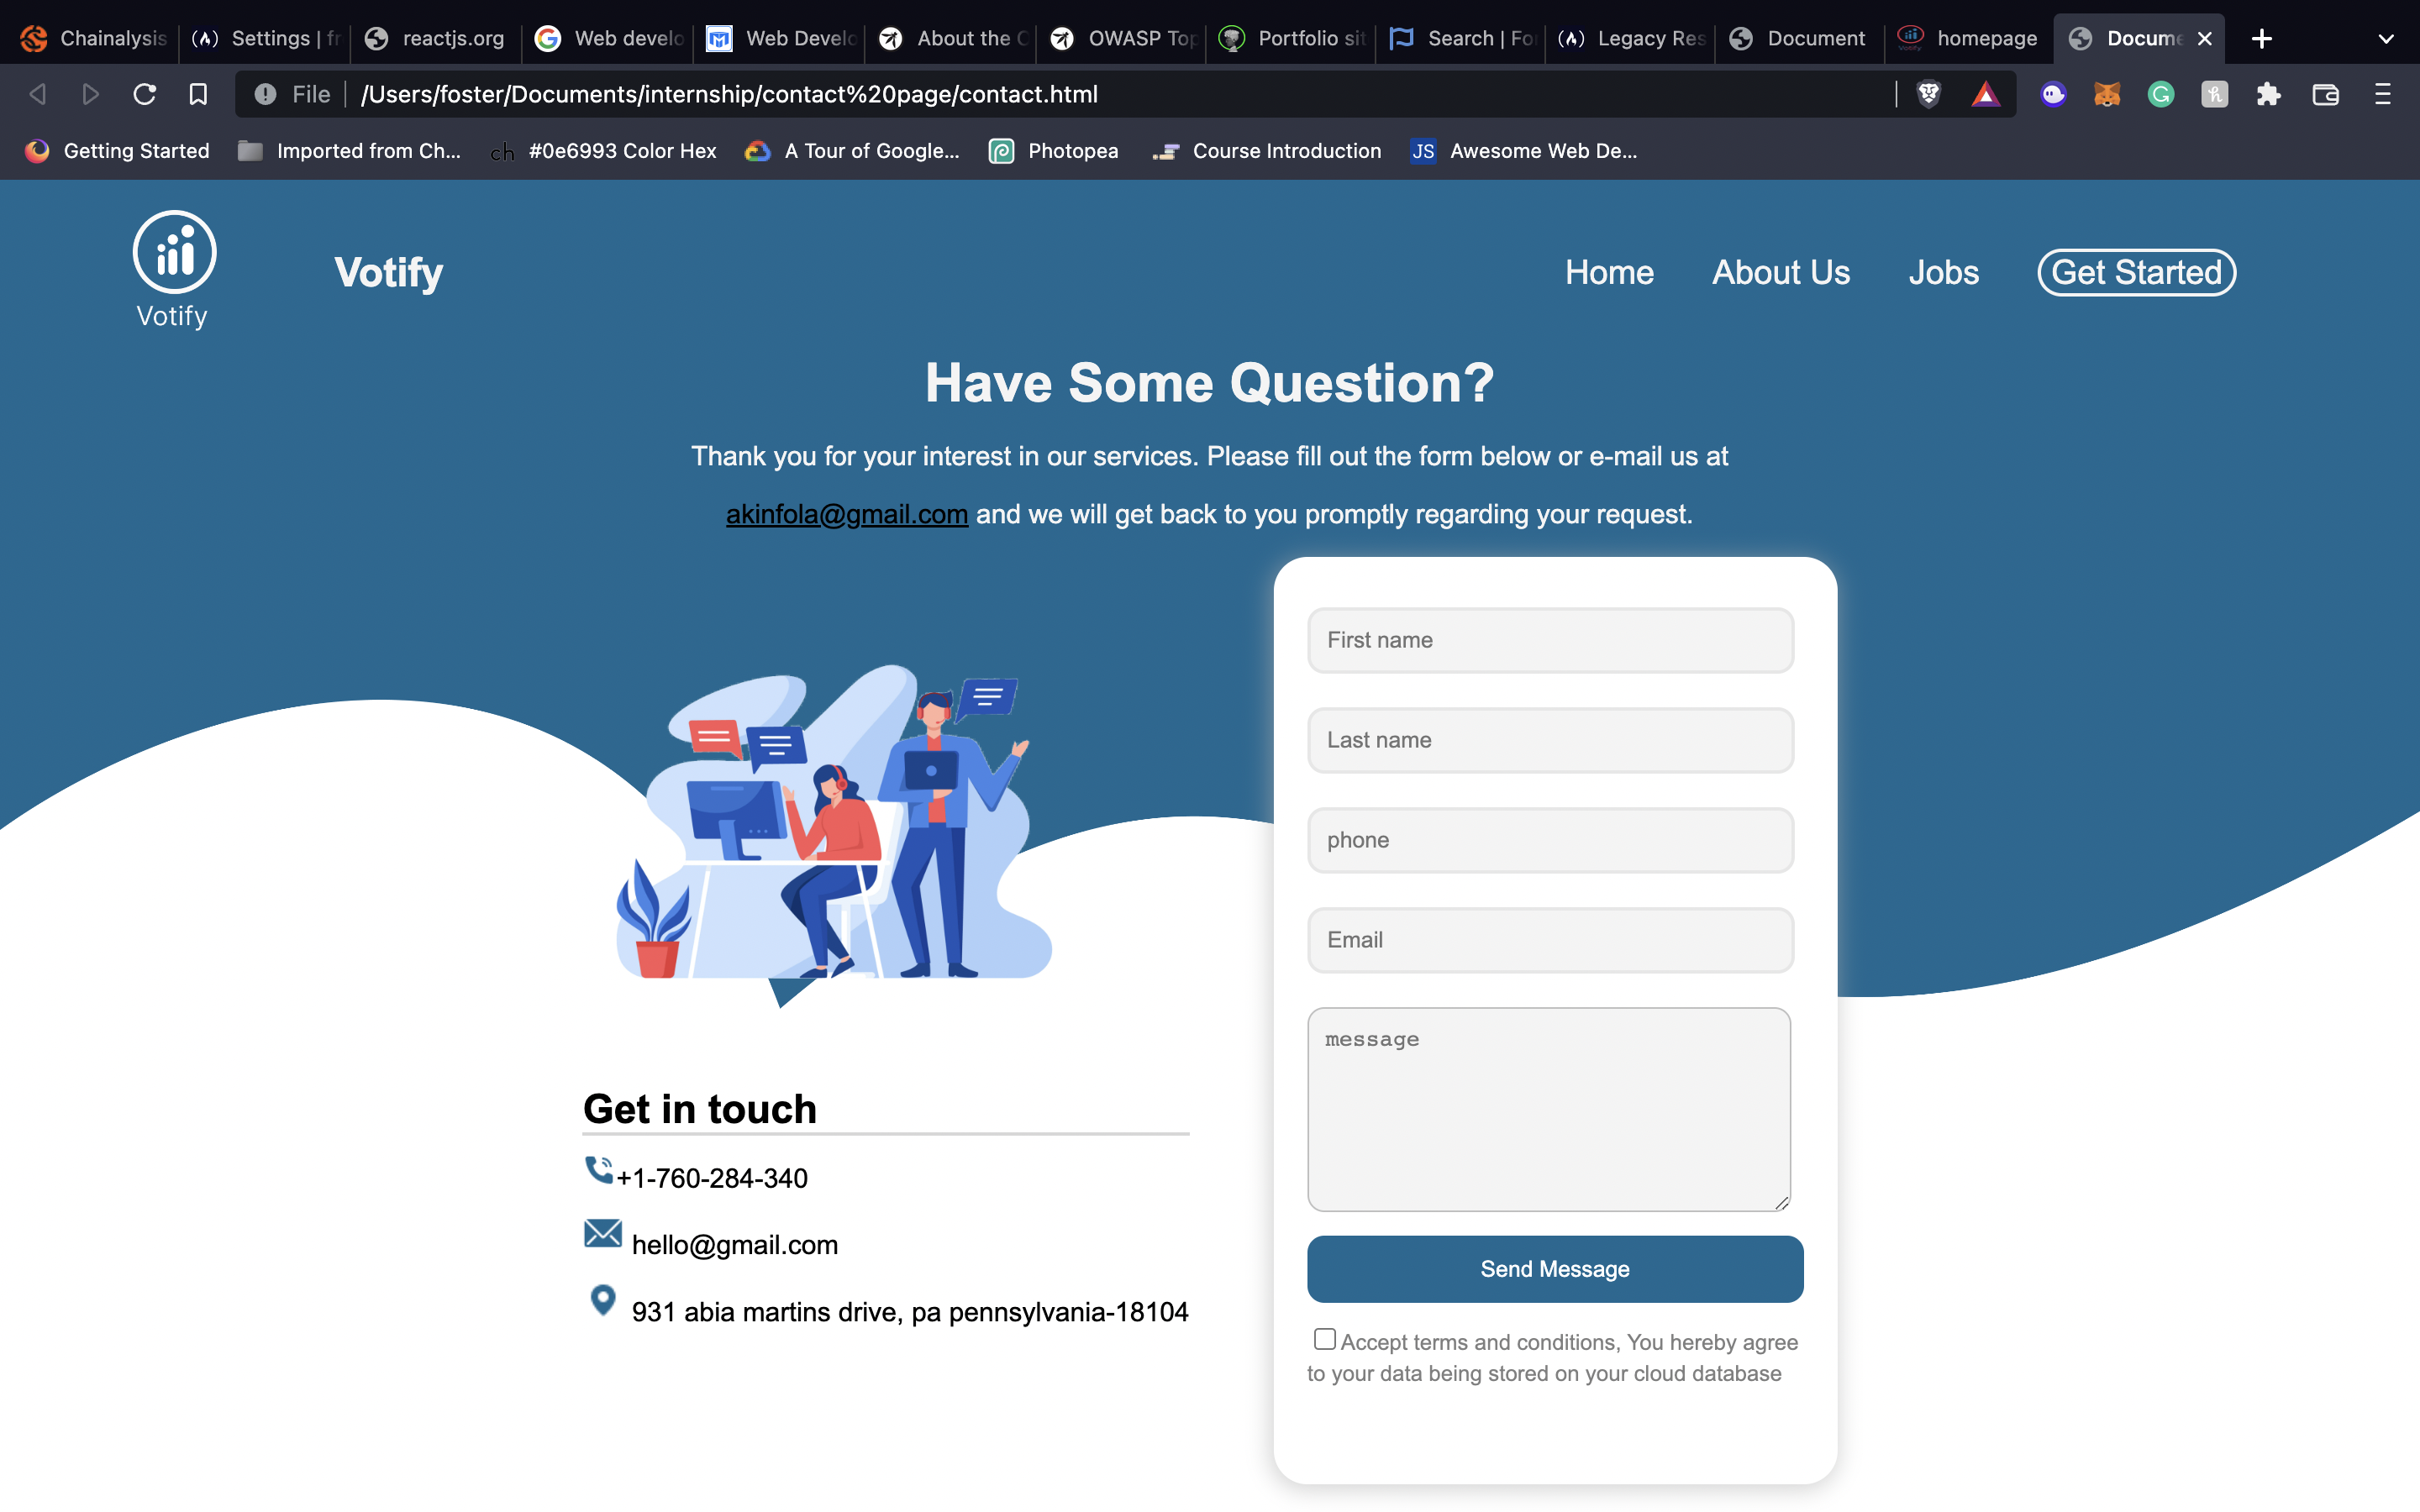 Chainalysis
Settings | fr
reactjs.org
Web develo
Web Develo
About the C
OWASP Top
Portfolio sit
Search | Fo
Legacy Res
Document
homepage
Docume
File
/Users/foster/Documents/internship/contact%20page/contact.html
Getting Started
Imported from Ch...
ch
#0e6993 Color Hex
A Tour of Google...
Photopea
Course Introduction
JS
Awesome Web De...
Votify
Votify
Home
About Us
Jobs
Get Started
Have Some Question?
Thank you for your interest in our services. Please fill out the form below or e-mail us at
akinfola@gmail.com and we will get back to you promptly regarding your request.
First name
Last name
phone
Email
message
Send Message
Accept terms and conditions, You hereby agree
to your data being stored on your cloud database
Get in touch
+1-760-284-340
hello@gmail.com
931 abia martins drive, pa pennsylvania-18104